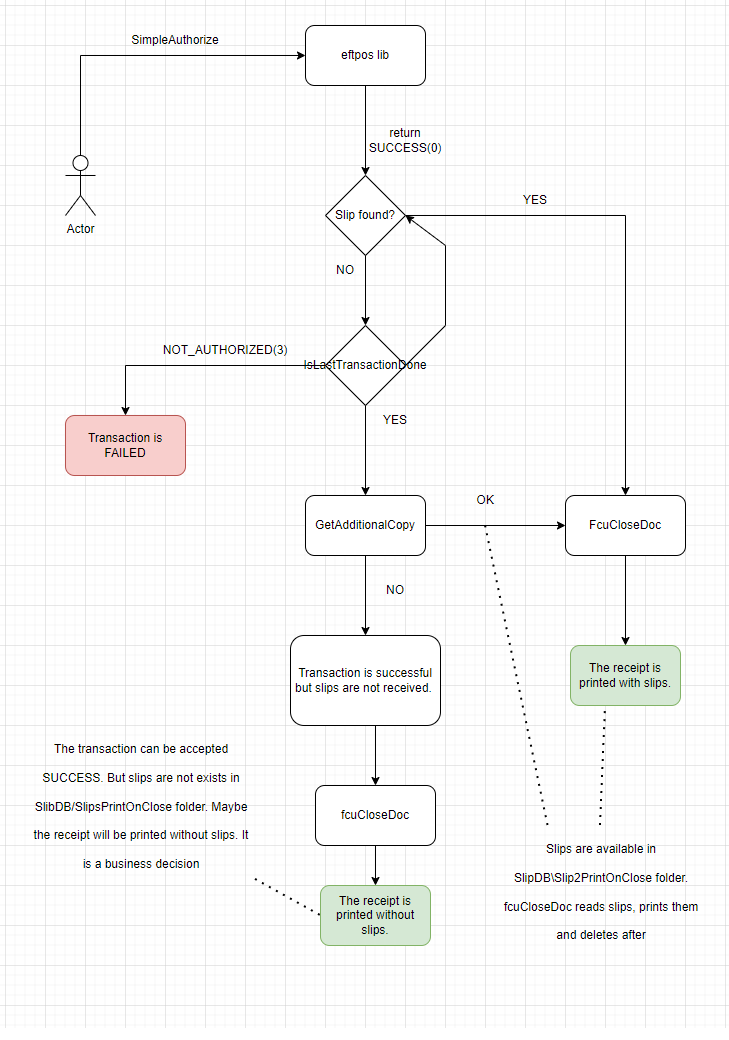 SimpleAuthorize
eftpos lib
return
SUCCESS(0)
Actor
Slip found?
YES
NO
NOT_AUTHORIZED(3)
IsLastTransactionDone
Transaction is
FAILED
YES
GetAdditionalCopy
OK
FcuCloseDoc
NO
Transaction is successful
but slips are not received.
The receipt is
printed with slips.
The transaction can be accepted
SUCCESS. But slips are not exists in
SlibDB/SlipsPrintOnClose folder. Maybe
the receipt will be printed without slips. It
is a business decision
fcuCloseDoc
The receipt is
printed without
slips.
Slips are available in
SlipDB\Slip2PrintOnClose folder.
fcuCloseDoc reads slips, prints them
and deletes after